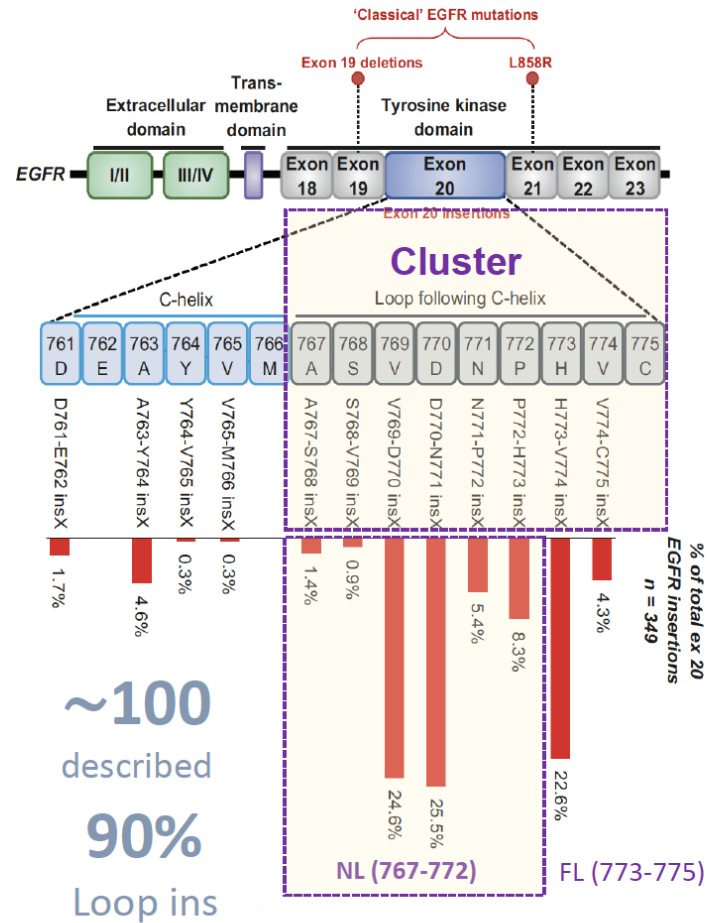 'Classical' EGFR mutations
Exon 19 deletions
L858R
Extracellular domain
Trans-membrane domain
Tyrosine kinase domain
EGFR
I/II
III/IV
Exon 18
Exon 19
Exon 20
Exon 21
Exon 22
Exon 23
Exon 20 insertions
Cluster
C-helix
Loop following C-helix
761 762 763 764 765 766 767 768 769 770 771 772 773 774 775
D E A Y V M A S V D N P H V C
D761-E762 insX
A763-Y764 insX
Y764-V765 insX
V765-M766 insX
A767-S768 insX
S768-V769 insX
V769-D770 insX
D770-N771 insX
N771-P772 insX
P772-H773 insX
H773-V774 insX
V774-C775 insX
1.7%
4.6%
0.3%
0.3%
1.4%
0.9%
24.6%
25.5%
5.4%
8.3%
22.6%
4.3%
% of total ex 20
EGFR insertions
n = 349
~100
described
90%
Loop ins
NL (767-772)
FL (773-775)